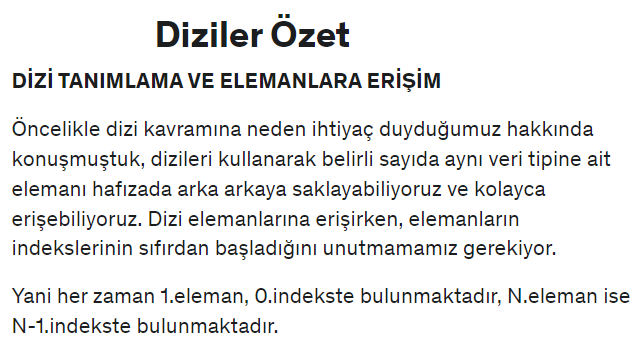 Diziler Özet
DİZİ TANIMLAMA VE ELEMANLARA ERİŞİM
Öncelikle dizi kavramına neden ihtiyaç duyduğumuz hakkında
konuşmuştuk, dizileri kullanarak belirli sayıda aynı veri tipine ait
elemanı hafızada arka arkaya saklayabiliyoruz ve kolayca
erişebiliyoruz. Dizi elemanlarına erişirken, elemanların
indekslerinin sıfırdan başladığını unutmamamız gerekiyor.
Yani her zaman 1.eleman, 0.indekste bulunmaktadır, N.eleman ise
N-1.indekste bulunmaktadır.